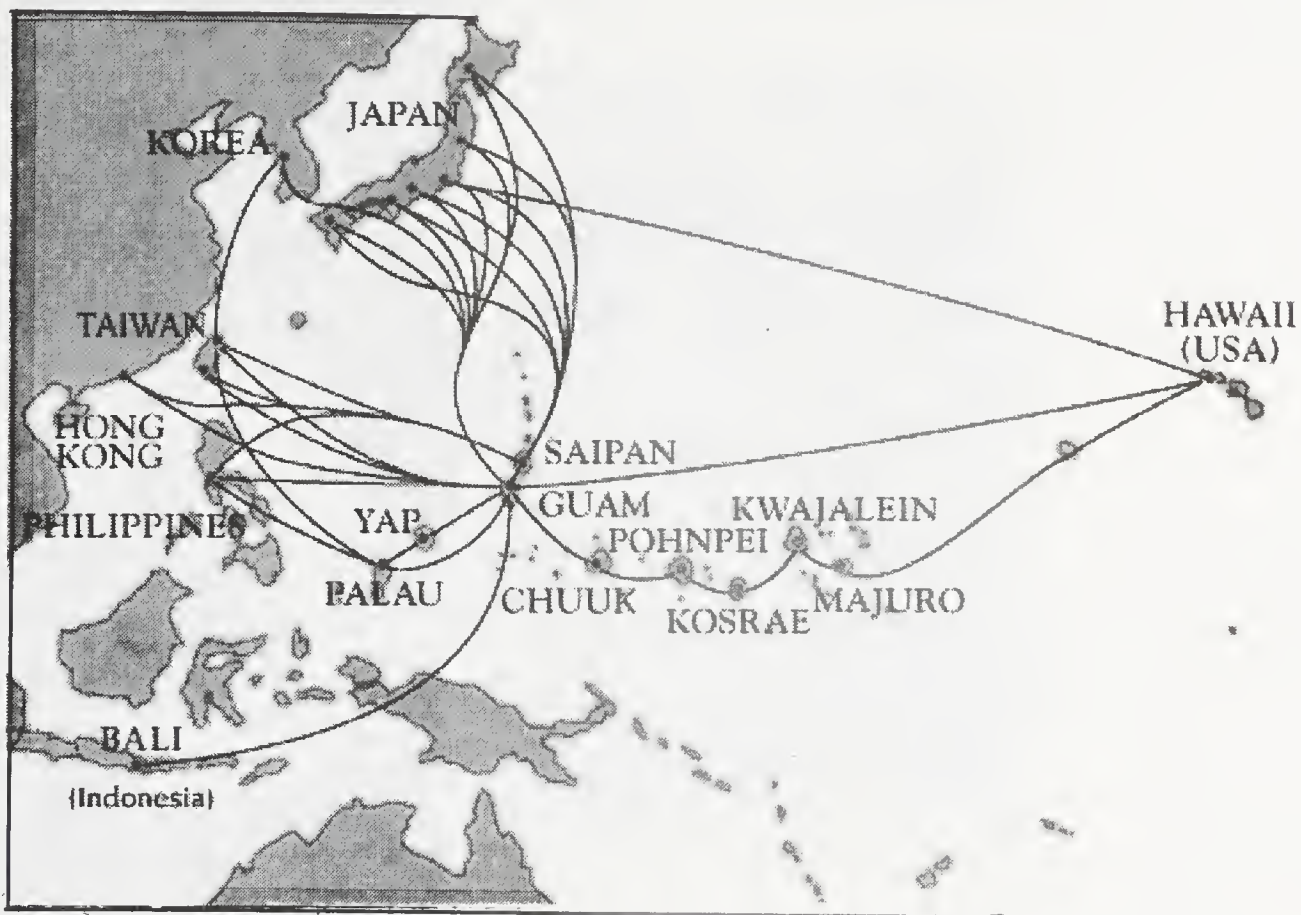 JAPAN
KOREA
TAIWAN
HAWAII
(USA)
HONG
KONG
SAIPAN
GUAM
PHILIPPINES
YAP
KWAJALEIN
POHNPEI
PALAU
CHUUK
KOSRAE
MAJURO
BALI
(Indonesia)